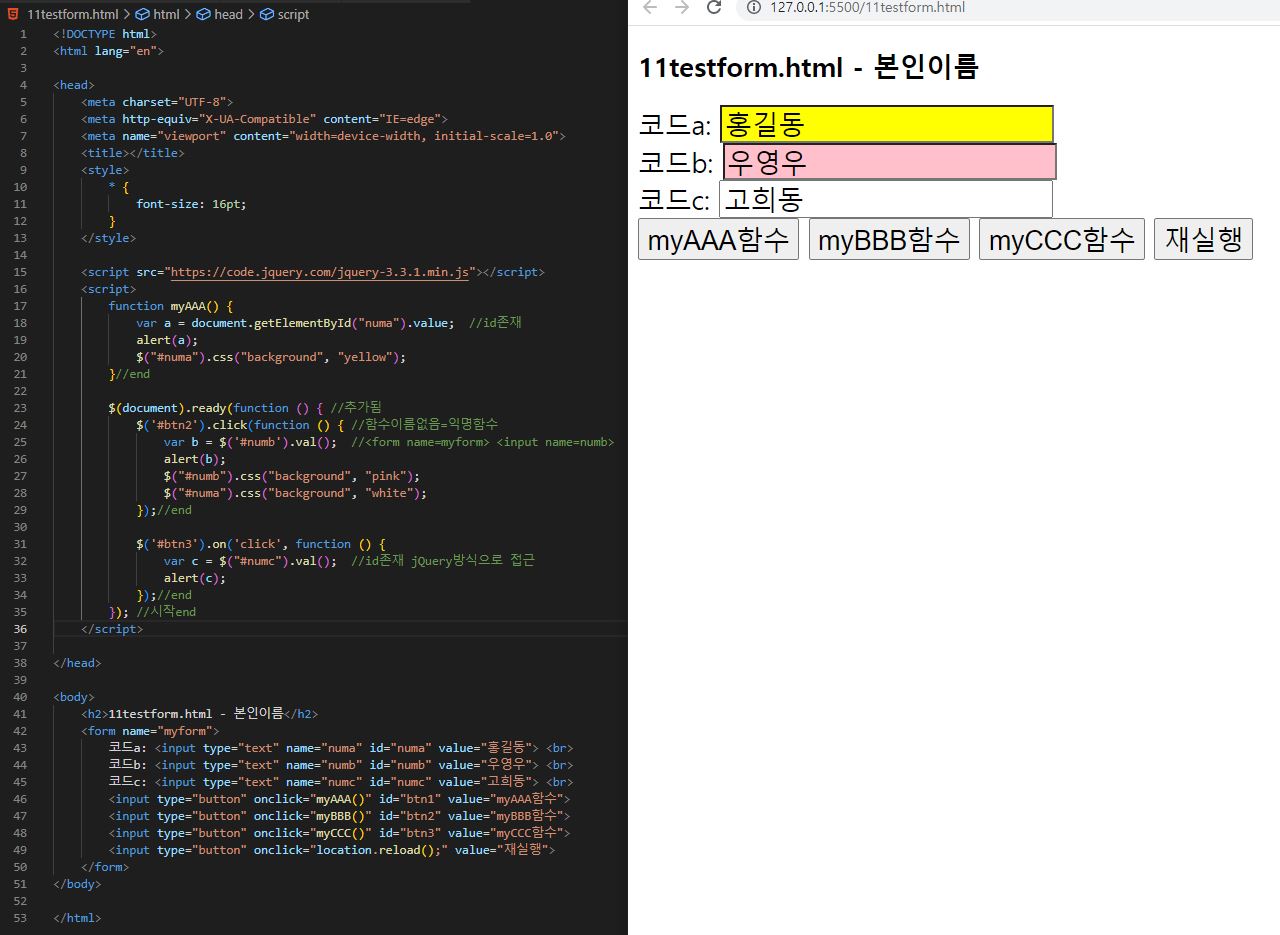 11testform.html > html > head > script
1 <!DOCTYPE html>
2 <html lang="en">
3
4 <head>
5 <meta charset="UTF-8">
6 <meta http-equiv="X-UA-Compatible" content="IE=edge">
7 <meta name="viewport" content="width=device-width, initial-scale=1.0">
8 <title></title>
9 <style>
10 * {
11 font-size: 16pt;
12 }
13 </style>
14
15 <script src="https://code.jquery.com/jquery-3.3.1.min.js"></script>
16 <script>
17 function myAAA() {
18 var a = document.getElementById("numa").value;  //id존재
19 alert(a);
20 $("#numa").css("background", "yellow");
21 }//end
22
23 $(document).ready(function () { //추가됨
24 $('#btn2').click(function () { //함수이름없음=익명함수
25 var b = $('#numb').val();  //<form name=myform> <input name=numb>
26 alert(b);
27 $("#numb").css("background", "pink");
28 $("#numa").css("background", "white");
29 });//end
30
31 $('#btn3').on('click', function () {
32 var c = $("#numc").val();  //id존재 jQuery방식으로 접근
33 alert(c);
34 });//end
35 }); //시작end
36 </script>
37
38 </head>
39
40 <body>
41 <h2>11testform.html - 본인이름</h2>
42 <form name="myform">
43 코드a: <input type="text" name="numa" id="numa" value="홍길동"> <br>
44 코드b: <input type="text" name="numb" id="numb" value="우영우"> <br>
45 코드c: <input type="text" name="numc" id="numc" value="고희동"> <br>
46 <input type="button" onclick="myAAA()" id="btn1" value="myAAA함수">
47 <input type="button" onclick="myBBB()" id="btn2" value="myBBB함수">
48 <input type="button" onclick="myCCC()" id="btn3" value="myCCC함수">
49 <input type="button" onclick="location.reload();" value="재실행">
50 </form>
51 </body>
52
53 </html>
127.0.0.1:5500/11testform.html
11testform.html - 본인이름
코드a: 홍길동
코드b: 우영우
코드c: 고희동
myAAA함수 myBBB함수 myCCC함수 재실행